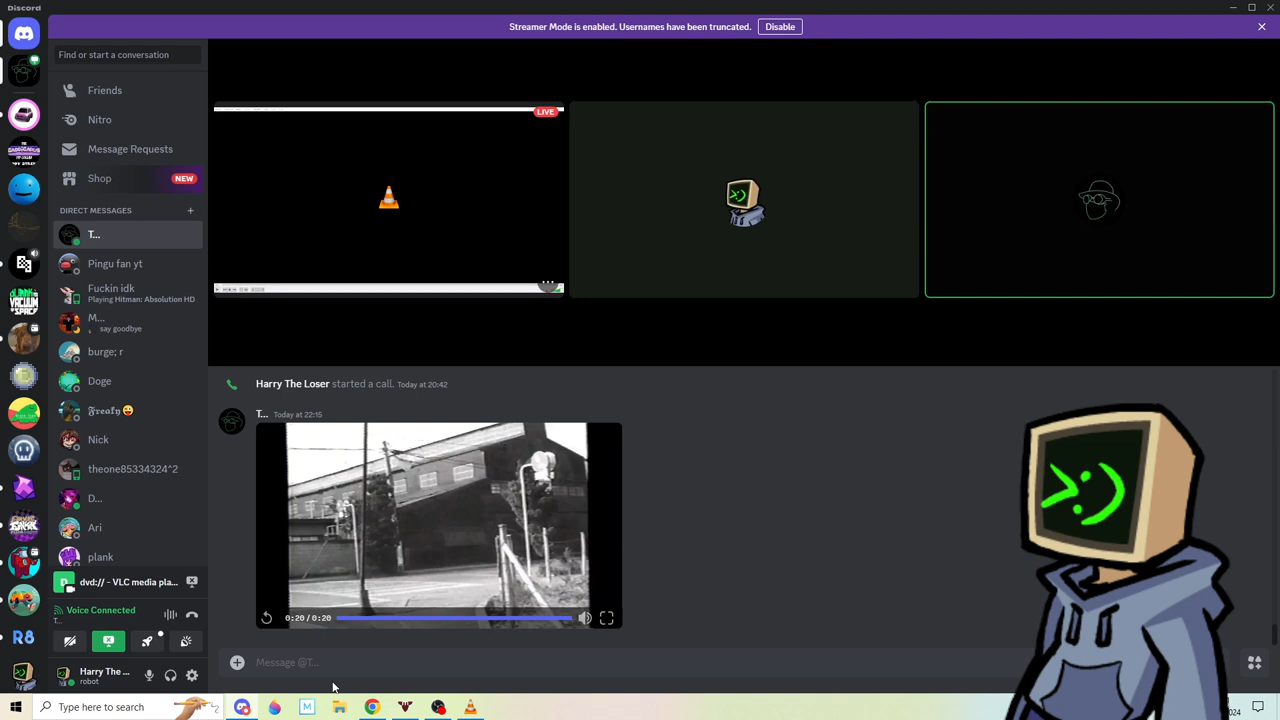 Discord
Streamer Mode is enabled. Usernames have been truncated.
Disable
Find or start a conversation
Friends
Nitro
Message Requests
Shop
NEW
DIRECT MESSAGES
T...
Pingu fan yt
Fuckin idk
Playing Hitman: Absolution HD
M...
say goodbye
burge; r
Doge
𝔉𝔯𝔢𝔞𝔨𝔶
Nick
theone85334324^2
D...
Ari
plank
dvd:// - VLC media pla...
Voice Connected
T...
Harry The ...
robot
LIVE
Harry The Loser started a call. Today at 20:42
T... Today at 22:15
0:20 / 0:20
Message @T...
R8
Type here to search
2024